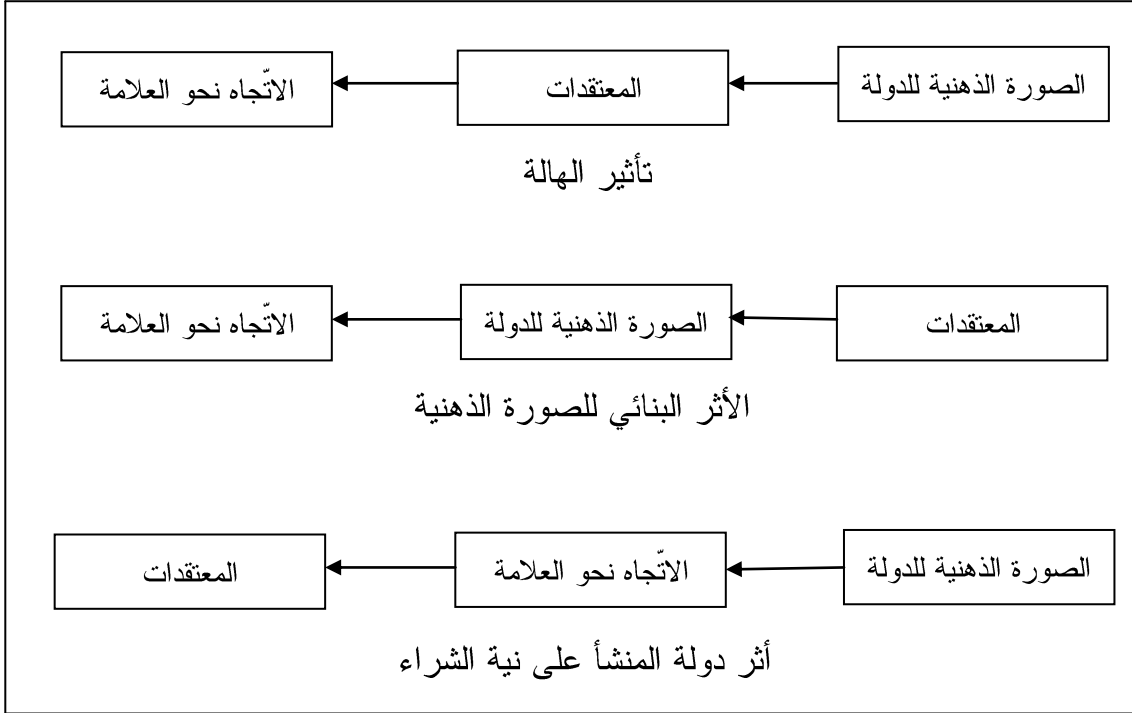 الصورة الذهنية للدولة
المعتقدات
الاتّجاه نحو العلامة
تأثير الهالة
المعتقدات
الصورة الذهنية للدولة
الاتّجاه نحو العلامة
الأثر البنائي للصورة الذهنية
الصورة الذهنية للدولة
الاتّجاه نحو العلامة
المعتقدات
أثر دولة المنشأ على نية الشراء